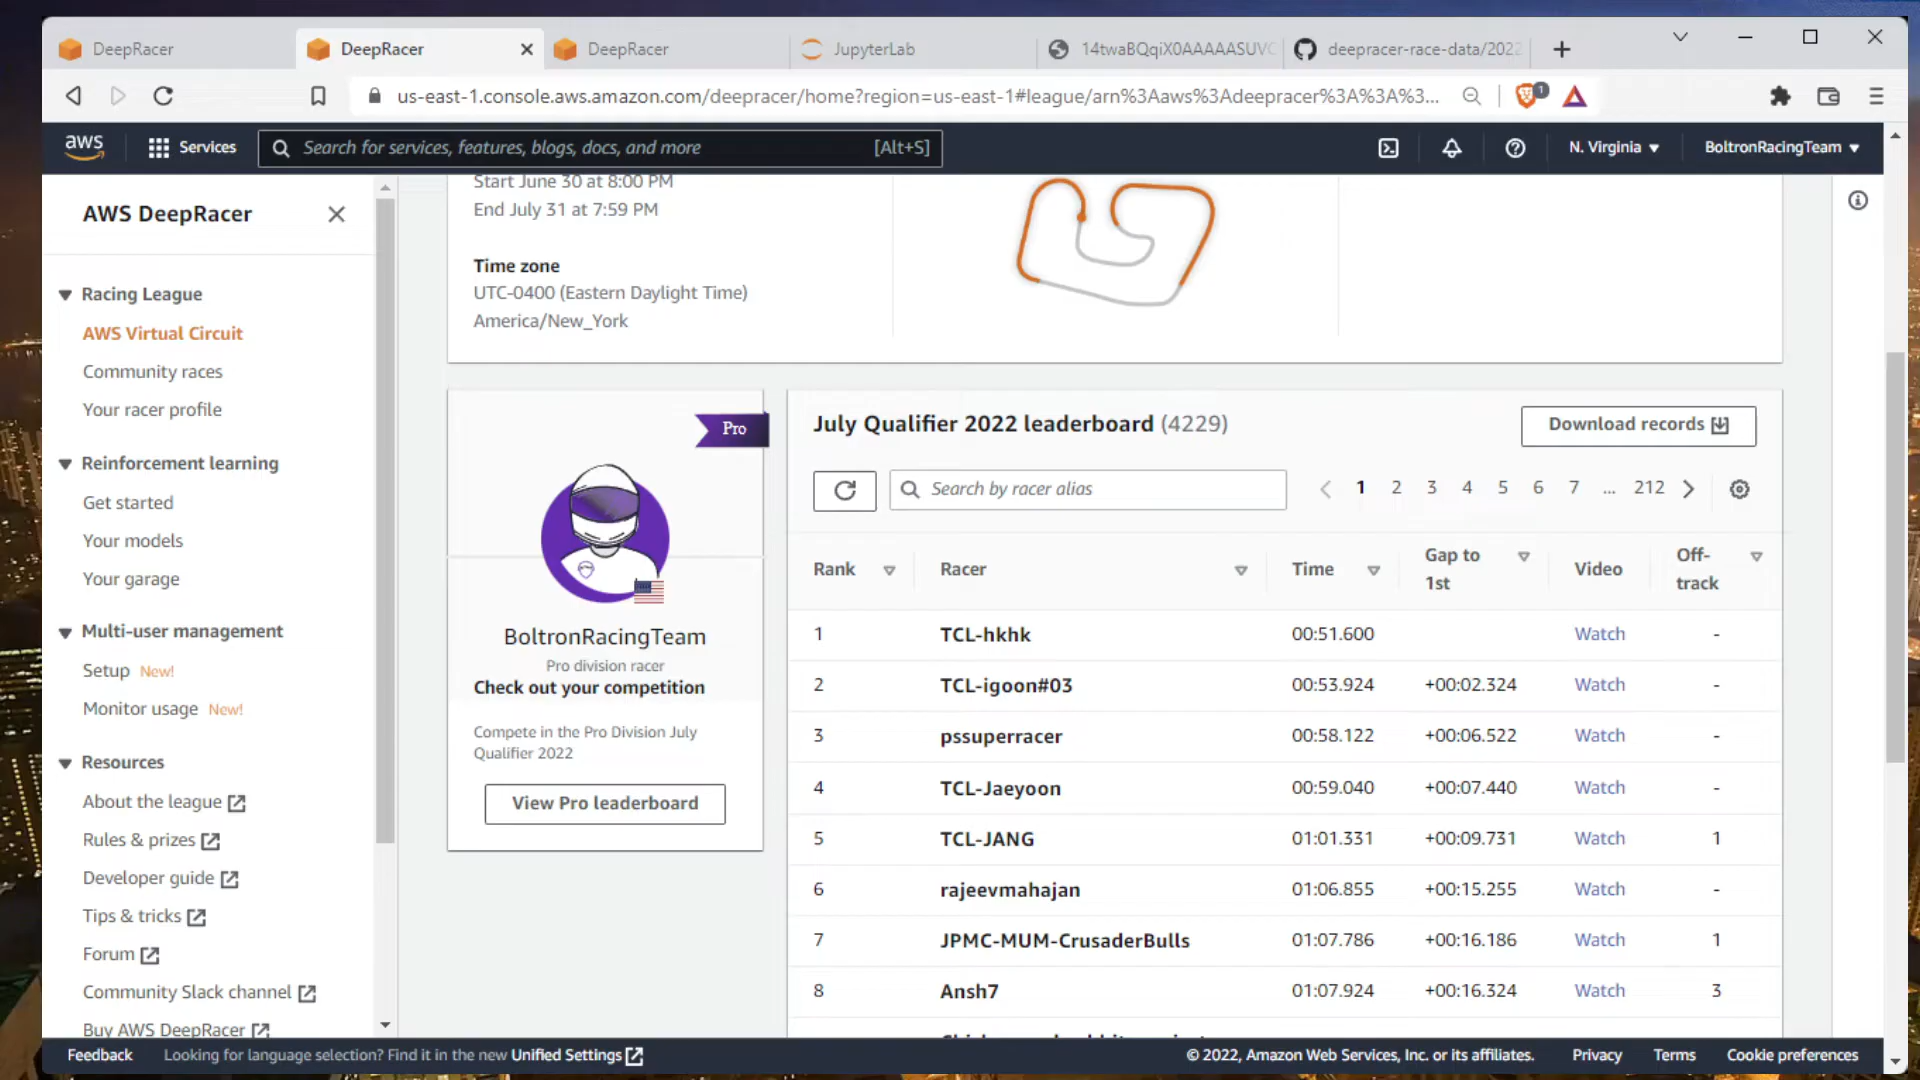 DeepRacer
DeepRacer
DeepRacer
JupyterLab
14twaBQqiX0AAAAASUVC
deepracer-race-data/2022
us-east-1.console.aws.amazon.com/deepracer/home?region=us-east-1#league/arn%3Aaws%3Adeepracer%3A%3A%3...
1
aws
Services
Search for services, features, blogs, docs, and more
[Alt+S]
N. Virginia
BoltronRacingTeam
AWS DeepRacer
Racing League
AWS Virtual Circuit
Community races
Your racer profile
Reinforcement learning
Get started
Your models
Your garage
Multi-user management
Setup New!
Monitor usage New!
Resources
About the league
Rules & prizes
Developer guide
Tips & tricks
Forum
Community Slack channel
Buy AWS DeepRacer
Start June 30 at 8:00 PM
End July 31 at 7:59 PM
Time zone
UTC-0400 (Eastern Daylight Time)
America/New_York
Pro
BoltronRacingTeam
Pro division racer
Check out your competition
Compete in the Pro Division July
Qualifier 2022
View Pro leaderboard
July Qualifier 2022 leaderboard (4229)
Download records
Search by racer alias
1 2 3 4 5 6 7 ... 212
Rank Racer Time Gap to 1st Video Off-track
1 TCL-hkhk 00:51.600 Watch -
2 TCL-igoon#03 00:53.924 +00:02.324 Watch -
3 pssuperracer 00:58.122 +00:06.522 Watch -
4 TCL-Jaeyoon 00:59.040 +00:07.440 Watch -
5 TCL-JANG 01:01.331 +00:09.731 Watch 1
6 rajeevmahajan 01:06.855 +00:15.255 Watch -
7 JPMC-MUM-CrusaderBulls 01:07.786 +00:16.186 Watch 1
8 Ansh7 01:07.924 +00:16.324 Watch 3
Feedback
Looking for language selection? Find it in the new Unified Settings
© 2022, Amazon Web Services, Inc. or its affiliates.
Privacy
Terms
Cookie preferences